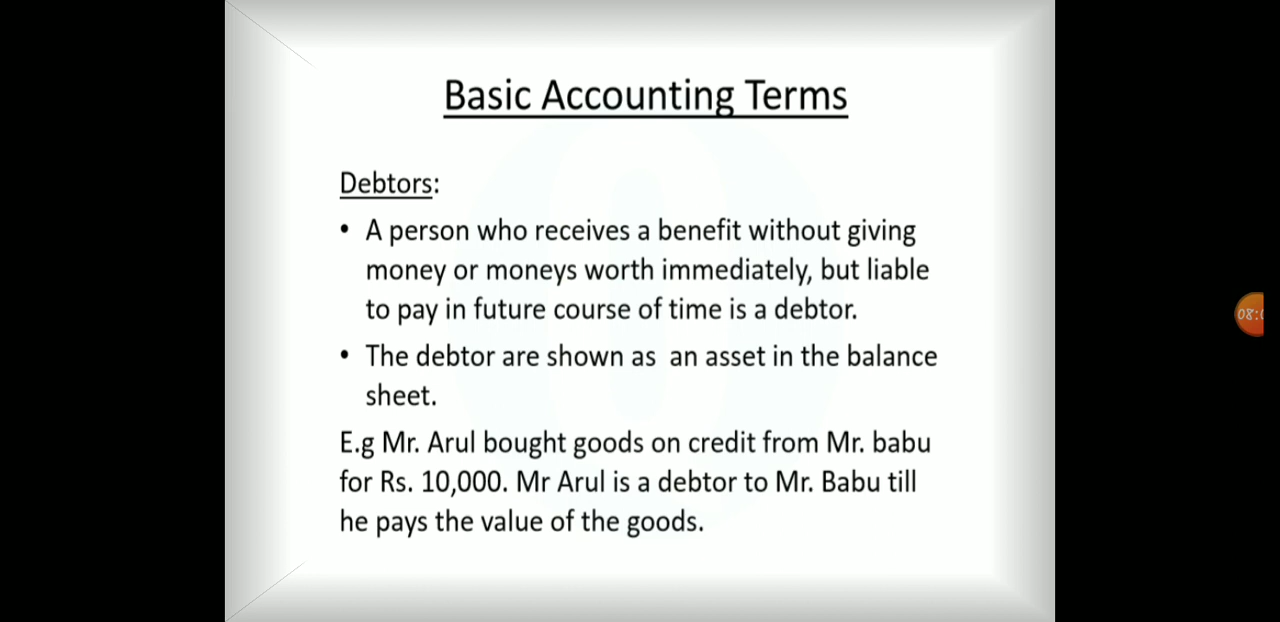 Basic Accounting Terms
Debtors:
• A person who receives a benefit without giving
money or moneys worth immediately, but liable
to pay in future course of time is a debtor.
• The debtor are shown as an asset in the balance
sheet.
E.g Mr. Arul bought goods on credit from Mr. babu
for Rs. 10,000. Mr Arul is a debtor to Mr. Babu till
he pays the value of the goods.